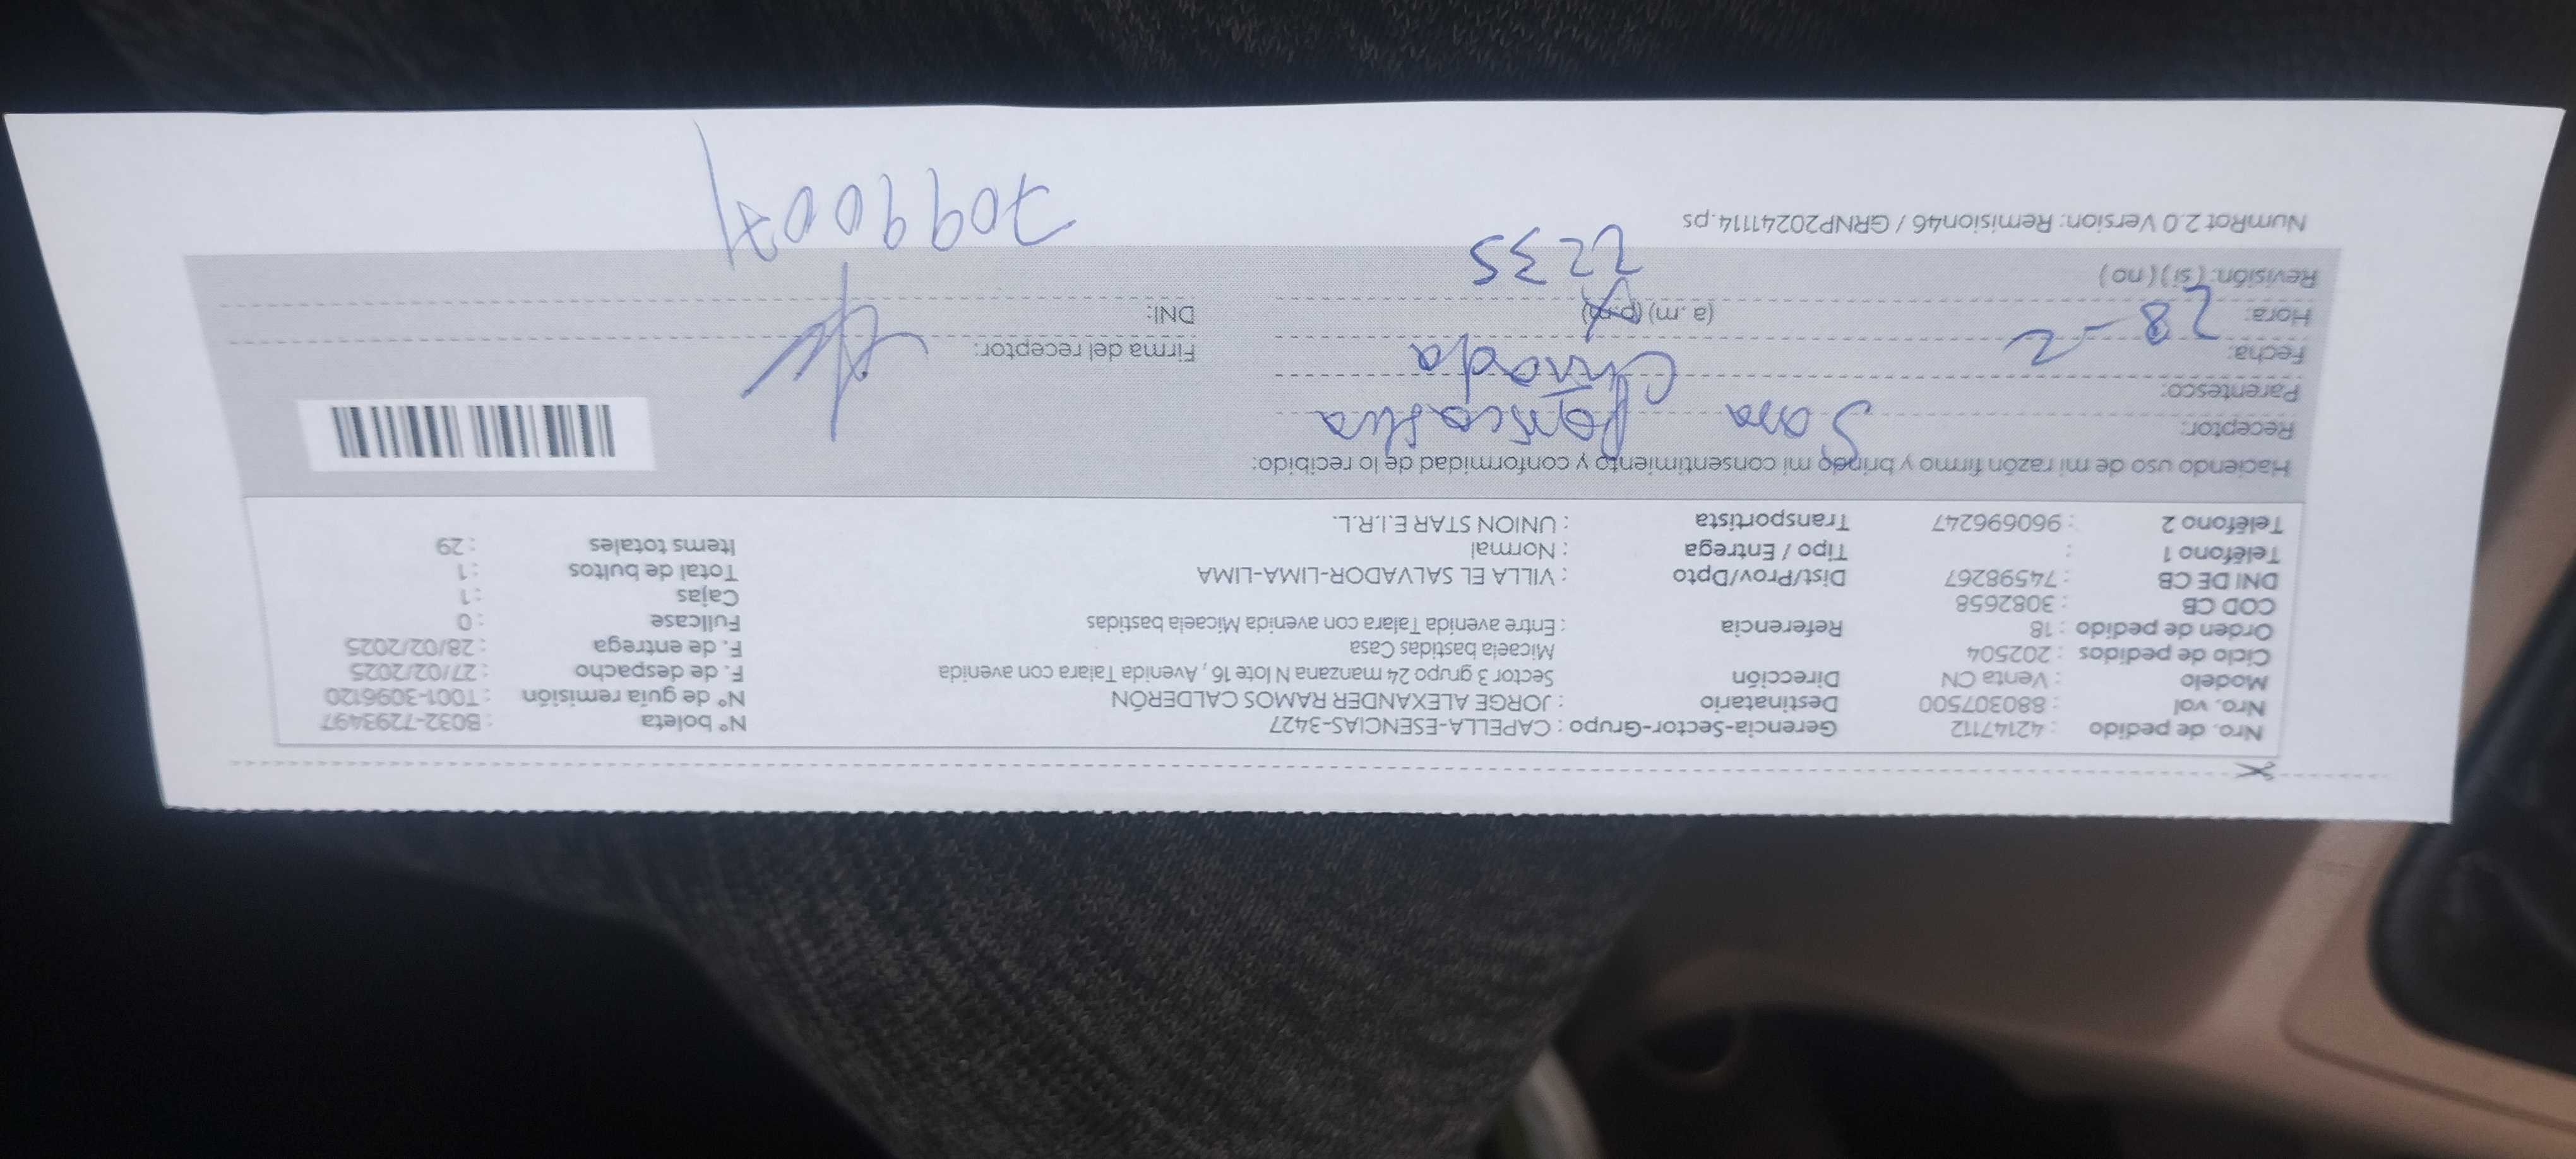 Nro. de pedido : 42147112 Gerencia-Sector-Grupo : CAPELLA-ESENCIAS-3427 N° boleta : B032-7293497
Nro. val : 880307500 Destinatario : JORGE ALEXANDER RAMOS CALDERÓN N° de guía remisión : T001-3096120
Modelo : Venta CN Dirección Sector 3 grupo 24 manzana N lote 16 , Avenida Talara con avenida F. de despacho : 27/02/2025
Ciclo de pedidos : 202504 Micaela bastidas Casa F. de entrega : 28/02/2025
Orden de pedido : 18 Referencia : Entre avenida Talara con avenida Micaela bastidas Fullcase : 0
COD CB : 3082658 Cajas : 1
DNI DE CB : 74598267 Dist/Prov/Dpto : VILLA EL SALVADOR-LIMA-LIMA Total de bultos : 1
Teléfono 1 : Tipo / Entrega : Normal Items totales : 29
Teléfono 2 : 960696247 Transportista : UNION STAR E.I.R.L.
Haciendo uso de mi razón firmo y brindo mi consentimiento y conformidad de lo recibido:
Receptor: Sara
Parentesco:
Fecha: 28-2 Firma del receptor:
Hora: (a .m) (p.m) DNI:
Revisión: ( si ) ( no ) 2235
70990071
NumRot 2.0 Version: Remision46 / GRNP20241114.ps